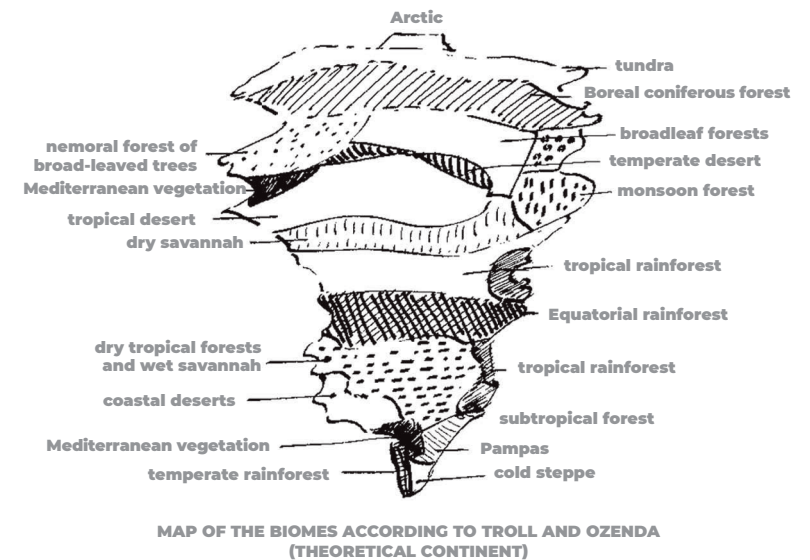 Arctic
tundra
Boreal coniferous forest
broadleaf forests
nemoral forest of
broad-leaved trees
temperate desert
Mediterranean vegetation
monsoon forest
tropical desert
dry savannah
tropical rainforest
Equatorial rainforest
dry tropical forests
and wet savannah
tropical rainforest
coastal deserts
subtropical forest
Mediterranean vegetation
Pampas
temperate rainforest
cold steppe
MAP OF THE BIOMES ACCORDING TO TROLL AND OZENDA
(THEORETICAL CONTINENT)